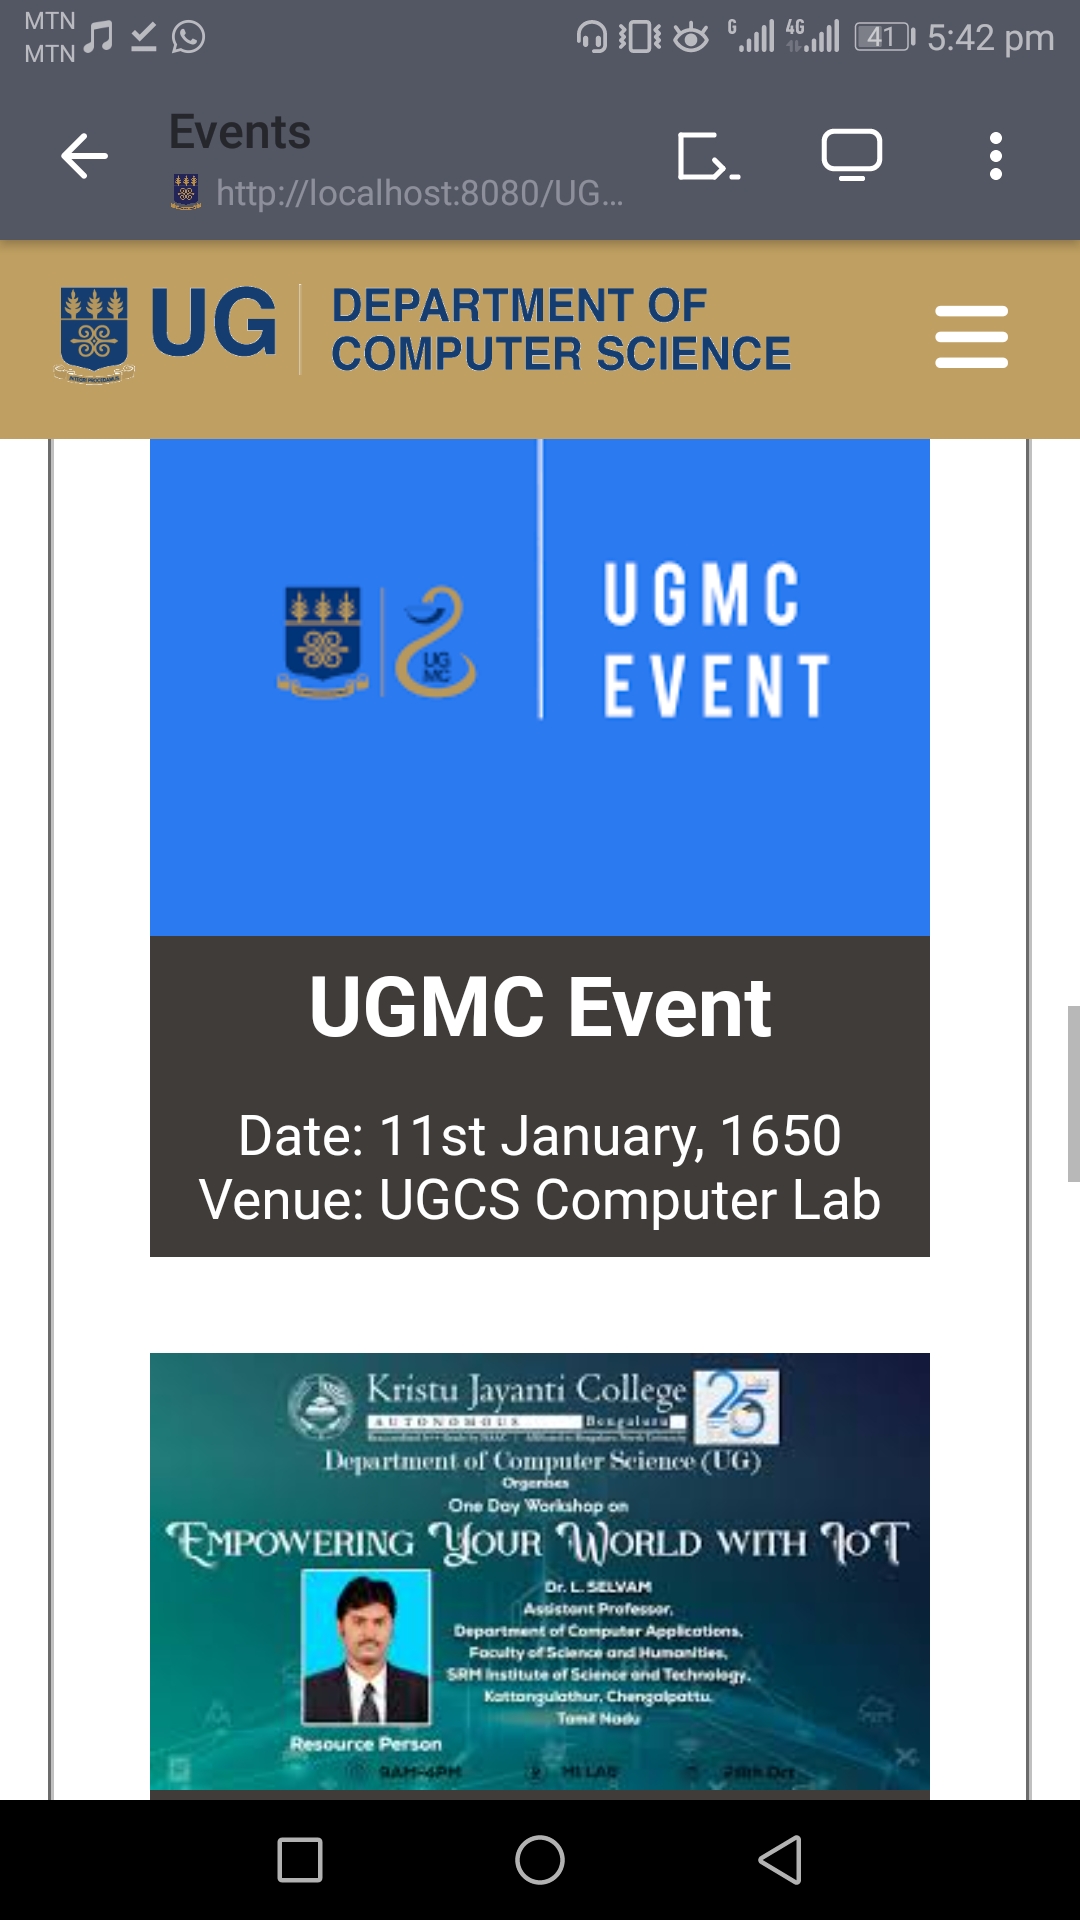 MTN
MTN
G
4G
41
5:42 pm
Events
http://localhost:8080/UG...
UG
DEPARTMENT OF
COMPUTER SCIENCE
UG
MC
UGMC
EVENT
UGMC Event
Date: 11st January, 1650
Venue: UGCS Computer Lab
Kristu Jayanti College
25
AUTONOMOUS
Bengaluru
Department of Computer Science (UG)
Organises
One Day Workshop on
EMPOWERING YOUR WORLD WITH IOT
Dr. L. SELVAM
Assistant Professor,
Department of Computer Applications,
Faculty of Science and Humanities,
SRM Institute of Science and Technology,
Kattangulathur, Chengalpattu,
Tamil Nadu
Resource Person
9AM-4PM